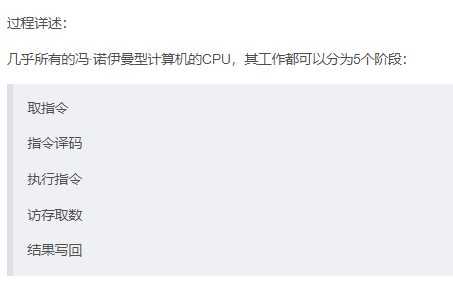 过程详述：
几乎所有的冯·诺伊曼型计算机的CPU，其工作都可以分为5个阶段：
取指令
指令译码
执行指令
访存取数
结果写回